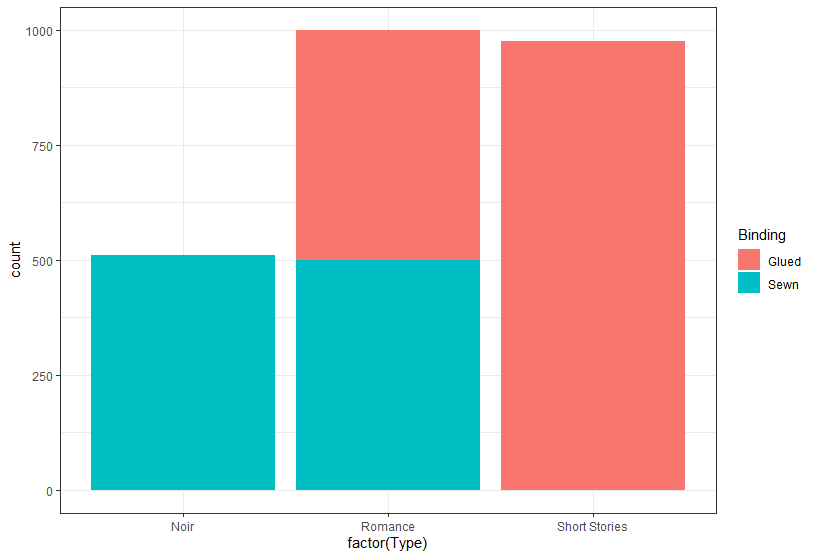 1000
750
500
250
0
count
Noir
Romance
Short Stories
factor(Type)
Binding
Glued
Sewn